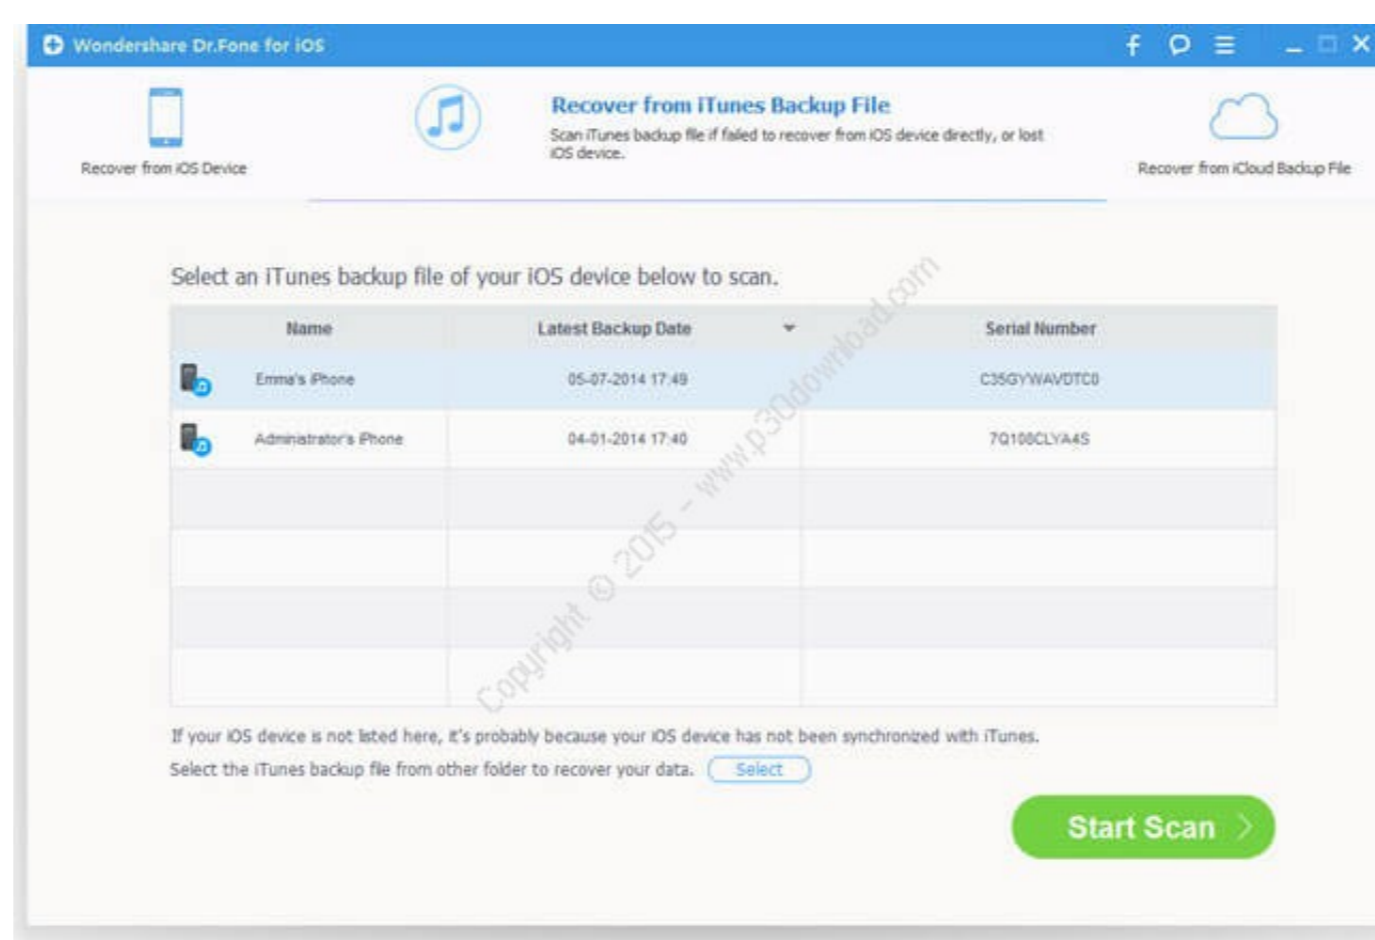 Wondershare Dr.Fone for iOS
Recover from iOS Device
Recover from iTunes Backup File
Scan iTunes backup file if failed to recover from iOS device directly, or lost
iOS device.
Recover from iCloud Backup File
Select an iTunes backup file of your iOS device below to scan.
Name Latest Backup Date Serial Number
Emma's iPhone 05-07-2014 17:49 C35GYWAVDTC0
Administrator's iPhone 04-01-2014 17:40 7Q108CLYA4S
Copyright © 2015 - www.p30download.com
If your iOS device is not listed here, it's probably because your iOS device has not been synchronized with iTunes.
Select the iTunes backup file from other folder to recover your data. Select
Start Scan